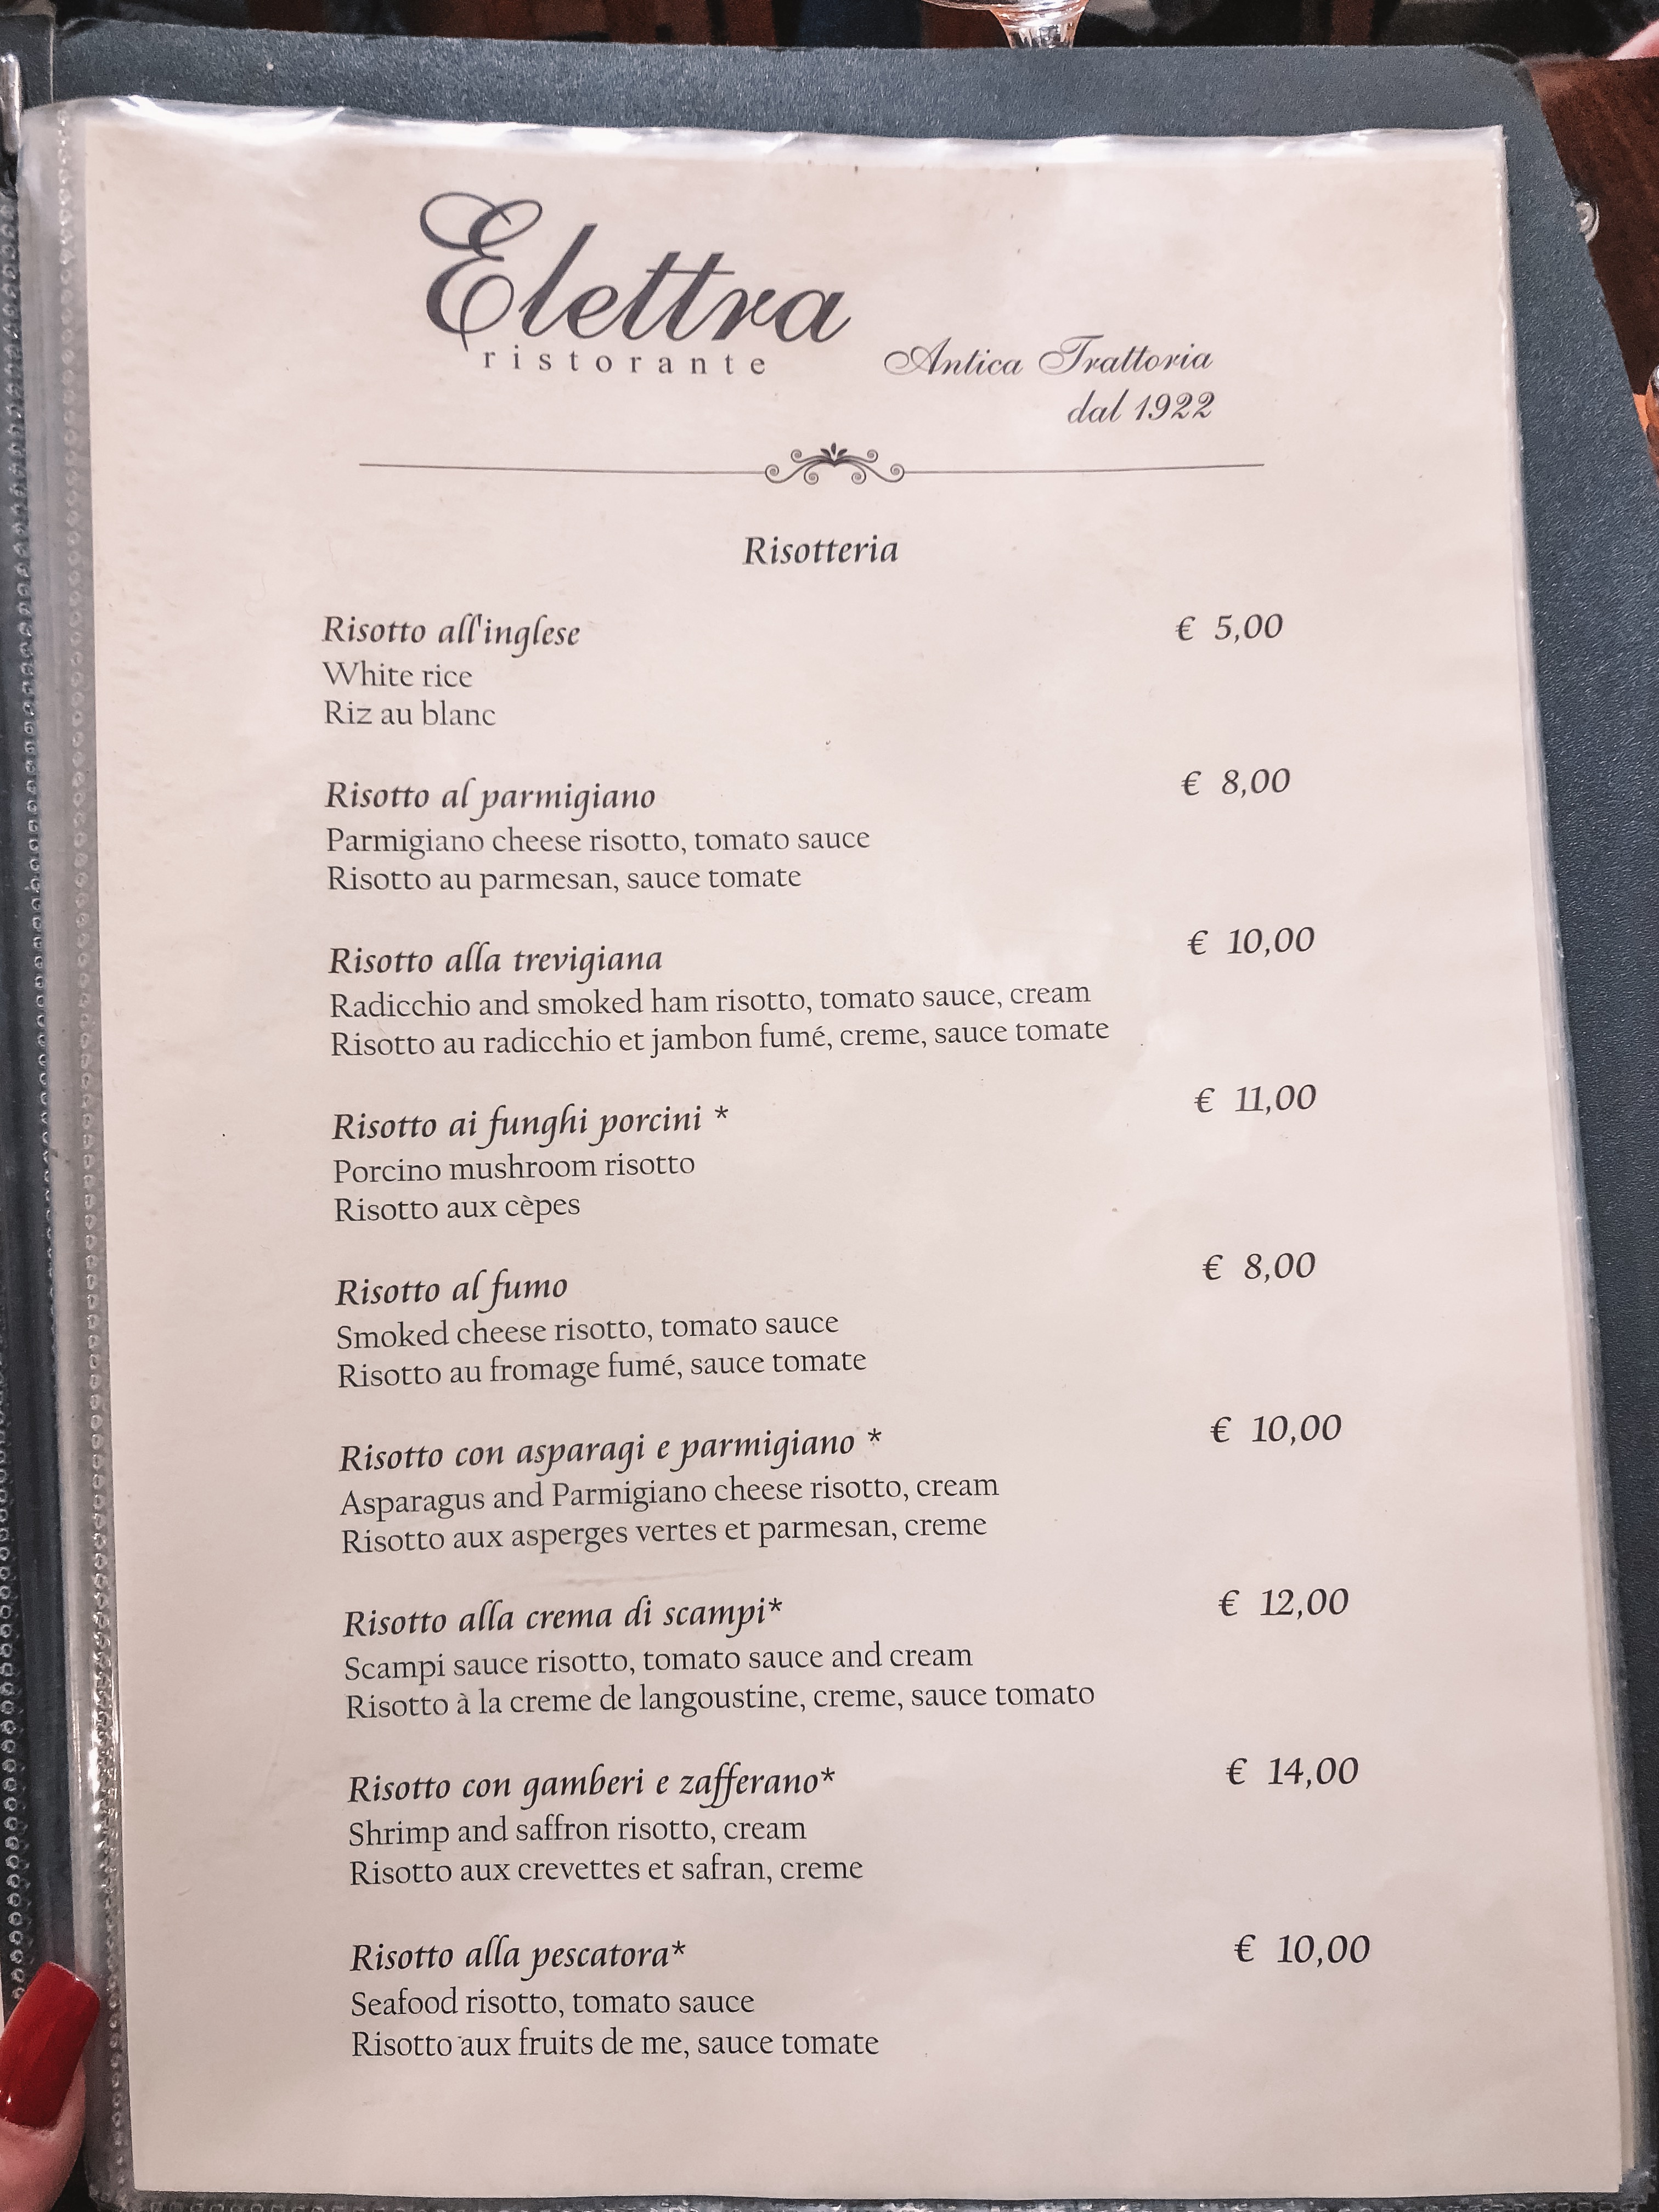 Elettra
ristorante
Antica Trattoria
dal 1922
Risotteria
Risotto all'inglese € 5,00
White rice
Riz au blanc
Risotto al parmigiano € 8,00
Parmigiano cheese risotto, tomato sauce
Risotto au parmesan, sauce tomate
Risotto alla trevigiana € 10,00
Radicchio and smoked ham risotto, tomato sauce, cream
Risotto au radicchio et jambon fumé, creme, sauce tomate
Risotto ai funghi porcini * € 11,00
Porcino mushroom risotto
Risotto aux cèpes
Risotto al fumo € 8,00
Smoked cheese risotto, tomato sauce
Risotto au fromage fumé, sauce tomate
Risotto con asparagi e parmigiano * € 10,00
Asparagus and Parmigiano cheese risotto, cream
Risotto aux asperges vertes et parmesan, creme
Risotto alla crema di scampi* € 12,00
Scampi sauce risotto, tomato sauce and cream
Risotto à la creme de langoustine, creme, sauce tomato
Risotto con gamberi e zafferano* € 14,00
Shrimp and saffron risotto, cream
Risotto aux crevettes et safran, creme
Risotto alla pescatora* € 10,00
Seafood risotto, tomato sauce
Risotto aux fruits de me, sauce tomate